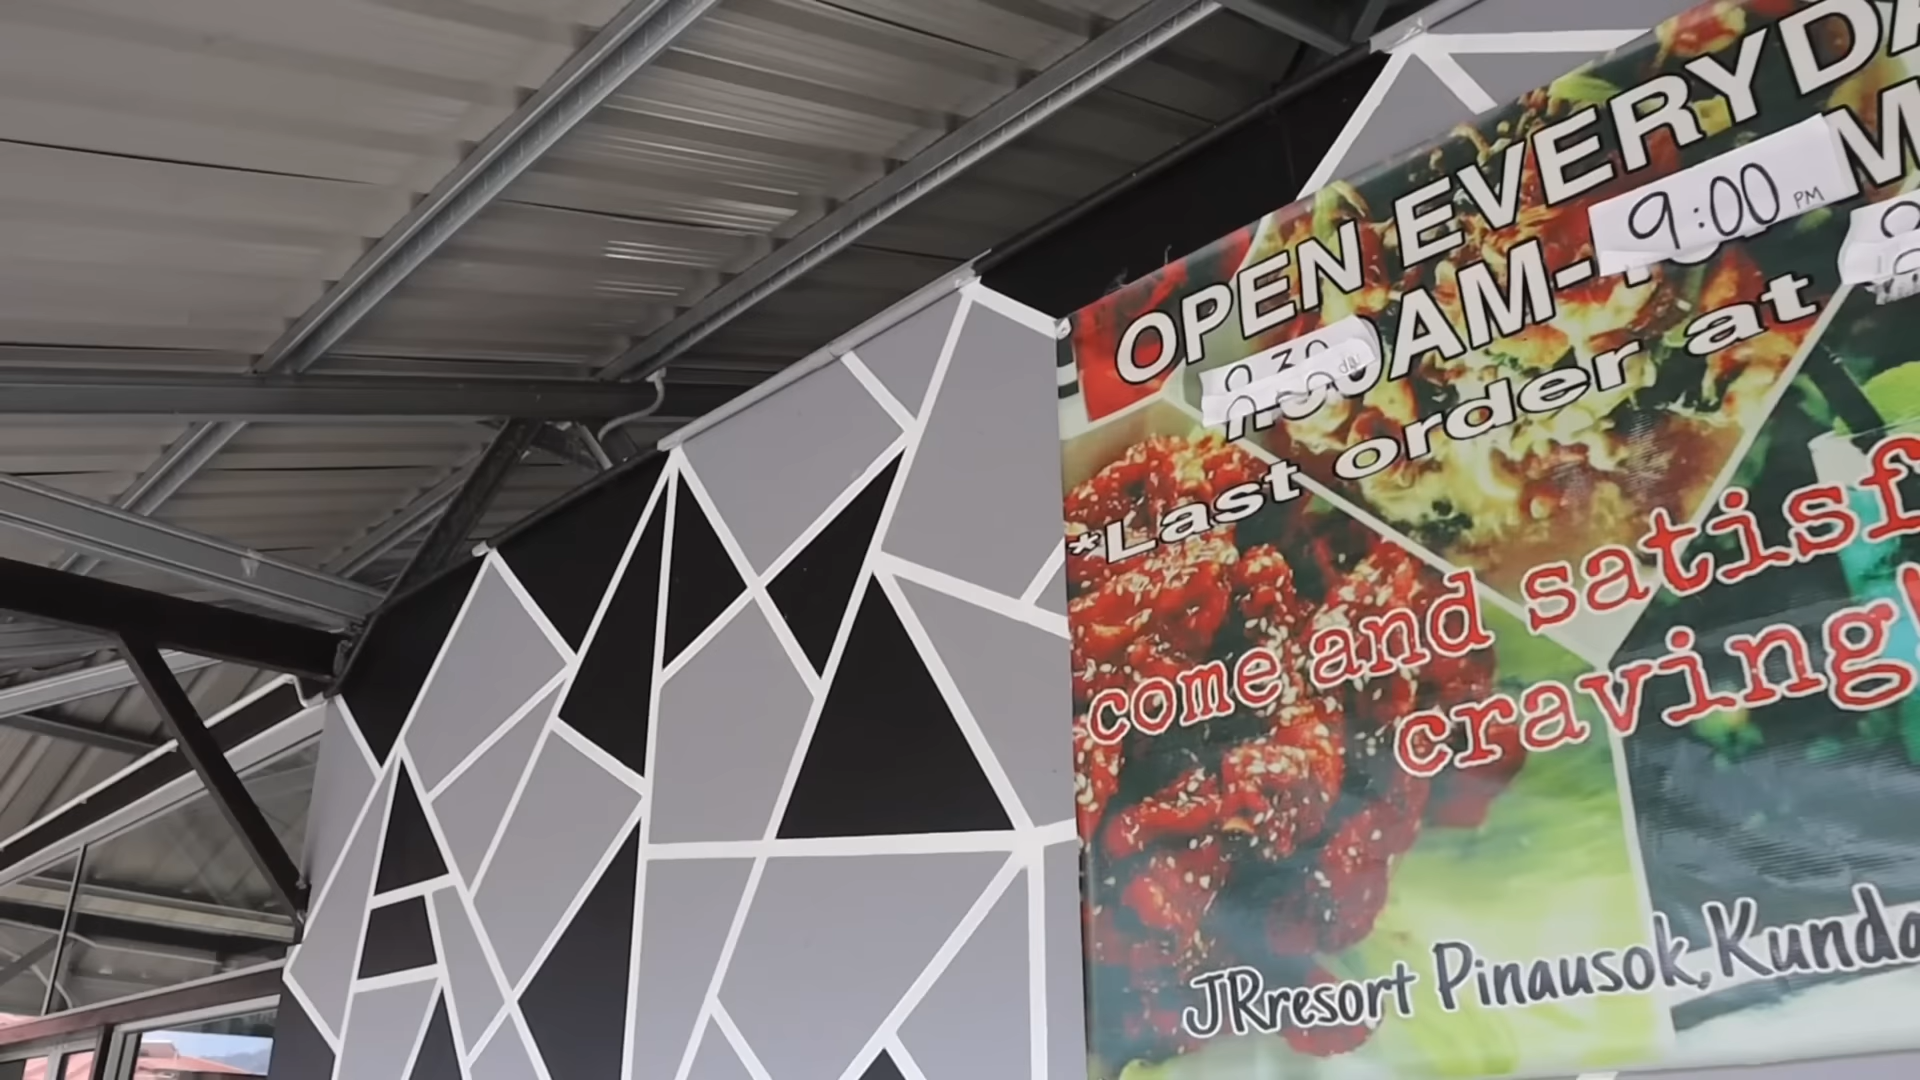 OPEN EVERYDA
AM- 9:00 PM M
*Last order at
come and satisf
craving!
JRresort Pinausok, Kunda